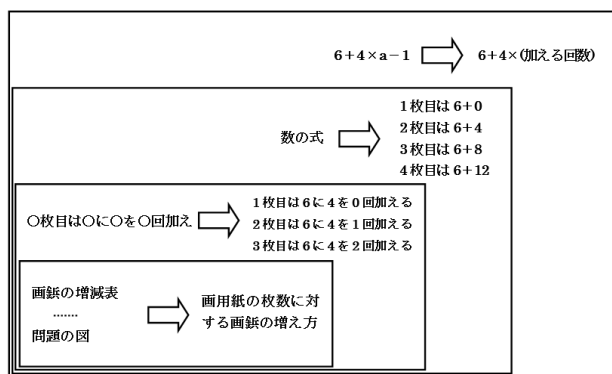 6+4×a−1
6+4×(加える回数)
数の式
1枚目は 6+0
2枚目は 6+4
3枚目は 6+8
4枚目は 6+12
〇枚目は〇に〇を〇回加え
1枚目は6に4を0回加える
2枚目は6に4を1回加える
3枚目は6に4を2回加える
画鋲の増減表
.......
問題の図
画用紙の枚数に対
する画鋲の増え方